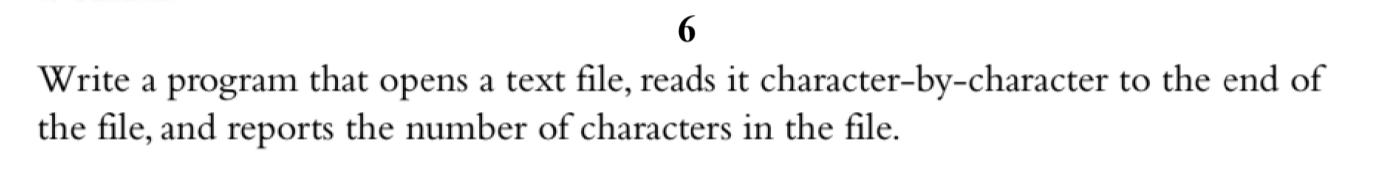 6
Write a program that opens a text file, reads it character-by-character to the end of
the file, and reports the number of characters in the file.